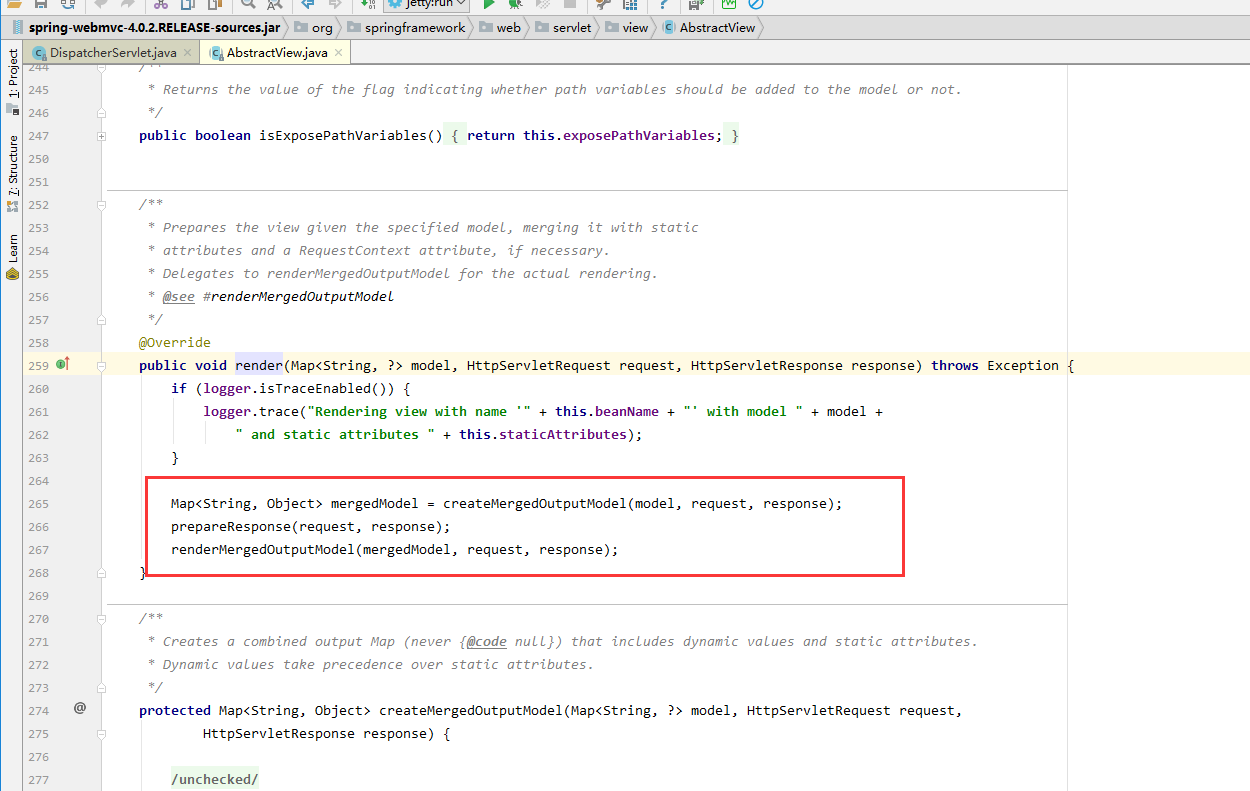 jetty:run
spring-webmvc-4.0.2.RELEASE-sources.jar org springframework web servlet view AbstractView
DispatcherServlet.java AbstractView.java
1: Project
7: Structure
Learn
244 /**
245 * Returns the value of the flag indicating whether path variables should be added to the model or not.
246 */
247 public boolean isExposePathVariables() { return this.exposePathVariables; }
250
251
252 /**
253 * Prepares the view given the specified model, merging it with static
254 * attributes and a RequestContext attribute, if necessary.
255 * Delegates to renderMergedOutputModel for the actual rendering.
256 * @see #renderMergedOutputModel
257 */
258 @Override
259 public void render(Map<String, ?> model, HttpServletRequest request, HttpServletResponse response) throws Exception {
260 if (logger.isTraceEnabled()) {
261 logger.trace("Rendering view with name '" + this.beanName + "' with model " + model +
262 " and static attributes " + this.staticAttributes);
263 }
264
265 Map<String, Object> mergedModel = createMergedOutputModel(model, request, response);
266 prepareResponse(request, response);
267 renderMergedOutputModel(mergedModel, request, response);
268 }
269
270 /**
271 * Creates a combined output Map (never {@code null}) that includes dynamic values and static attributes.
272 * Dynamic values take precedence over static attributes.
273 */
274 @ protected Map<String, Object> createMergedOutputModel(Map<String, ?> model, HttpServletRequest request,
275 HttpServletResponse response) {
276
277 /unchecked/